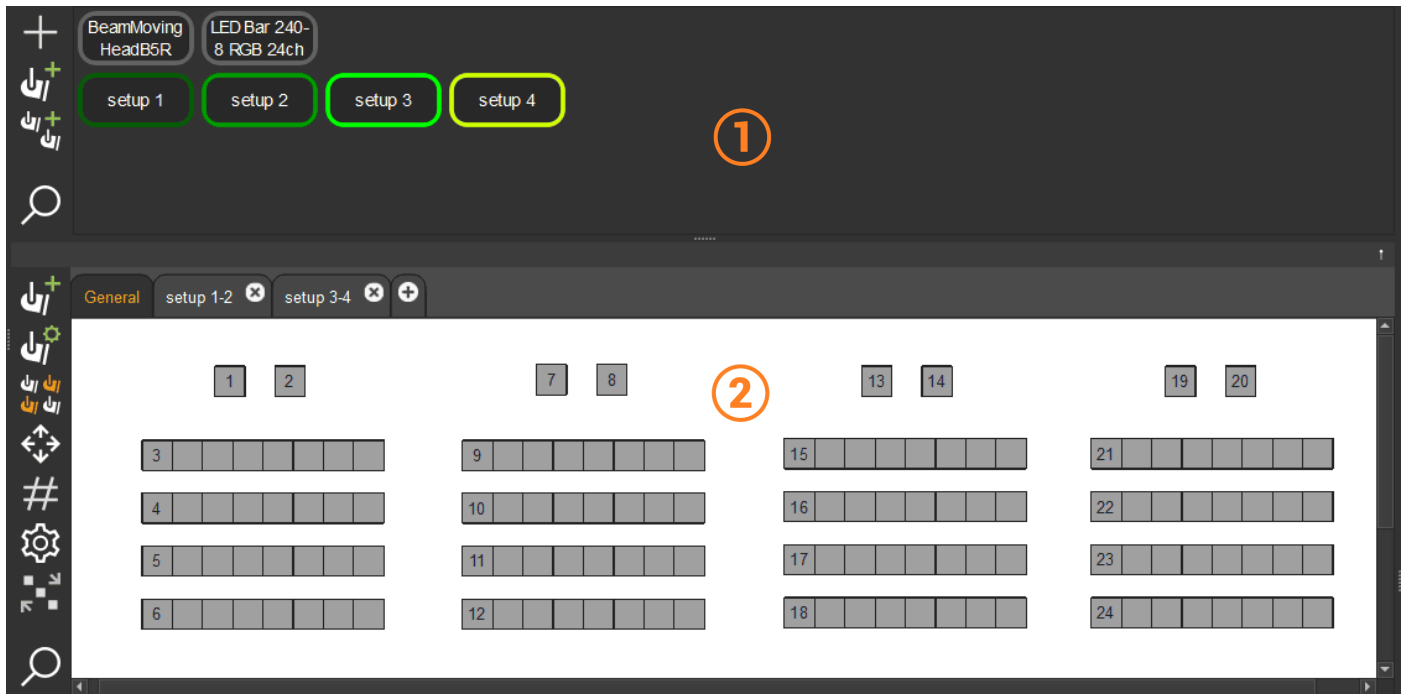 BeamMoving
HeadB5R
LED Bar 240-
8 RGB 24ch
setup 1 setup 2 setup 3 setup 4
1
General setup 1-2 setup 3-4
1 2 7 8 13 14 19 20
2
3 9 15 21
4 10 16 22
5 11 17 23
6 12 18 24